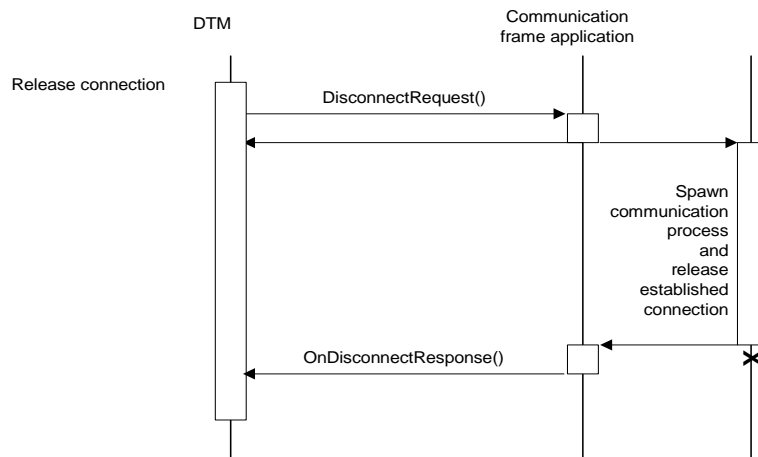 DTM
Communication
frame application
Release connection
DisconnectRequest()
Spawn
communication
process
and
release
established
connection
OnDisconnectResponse()